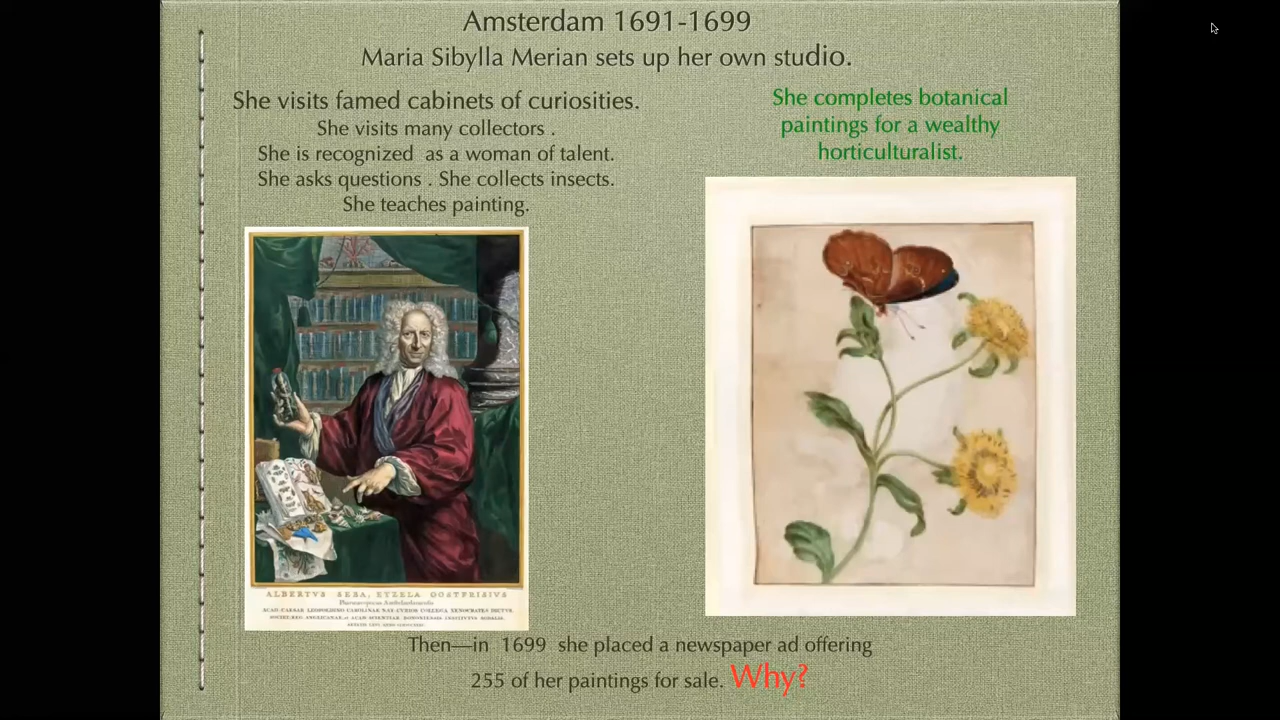 Amsterdam 1691-1699
Maria Sibylla Merian sets up her own studio.
She visits famed cabinets of curiosities.
She visits many collectors .
She is recognized as a woman of talent.
She asks questions . She collects insects.
She teaches painting.
She completes botanical
paintings for a wealthy
horticulturalist.
ALBERTVS SEBA, ETZELA OOSTFRISIUS
Then—in 1699 she placed a newspaper ad offering
255 of her paintings for sale. Why?